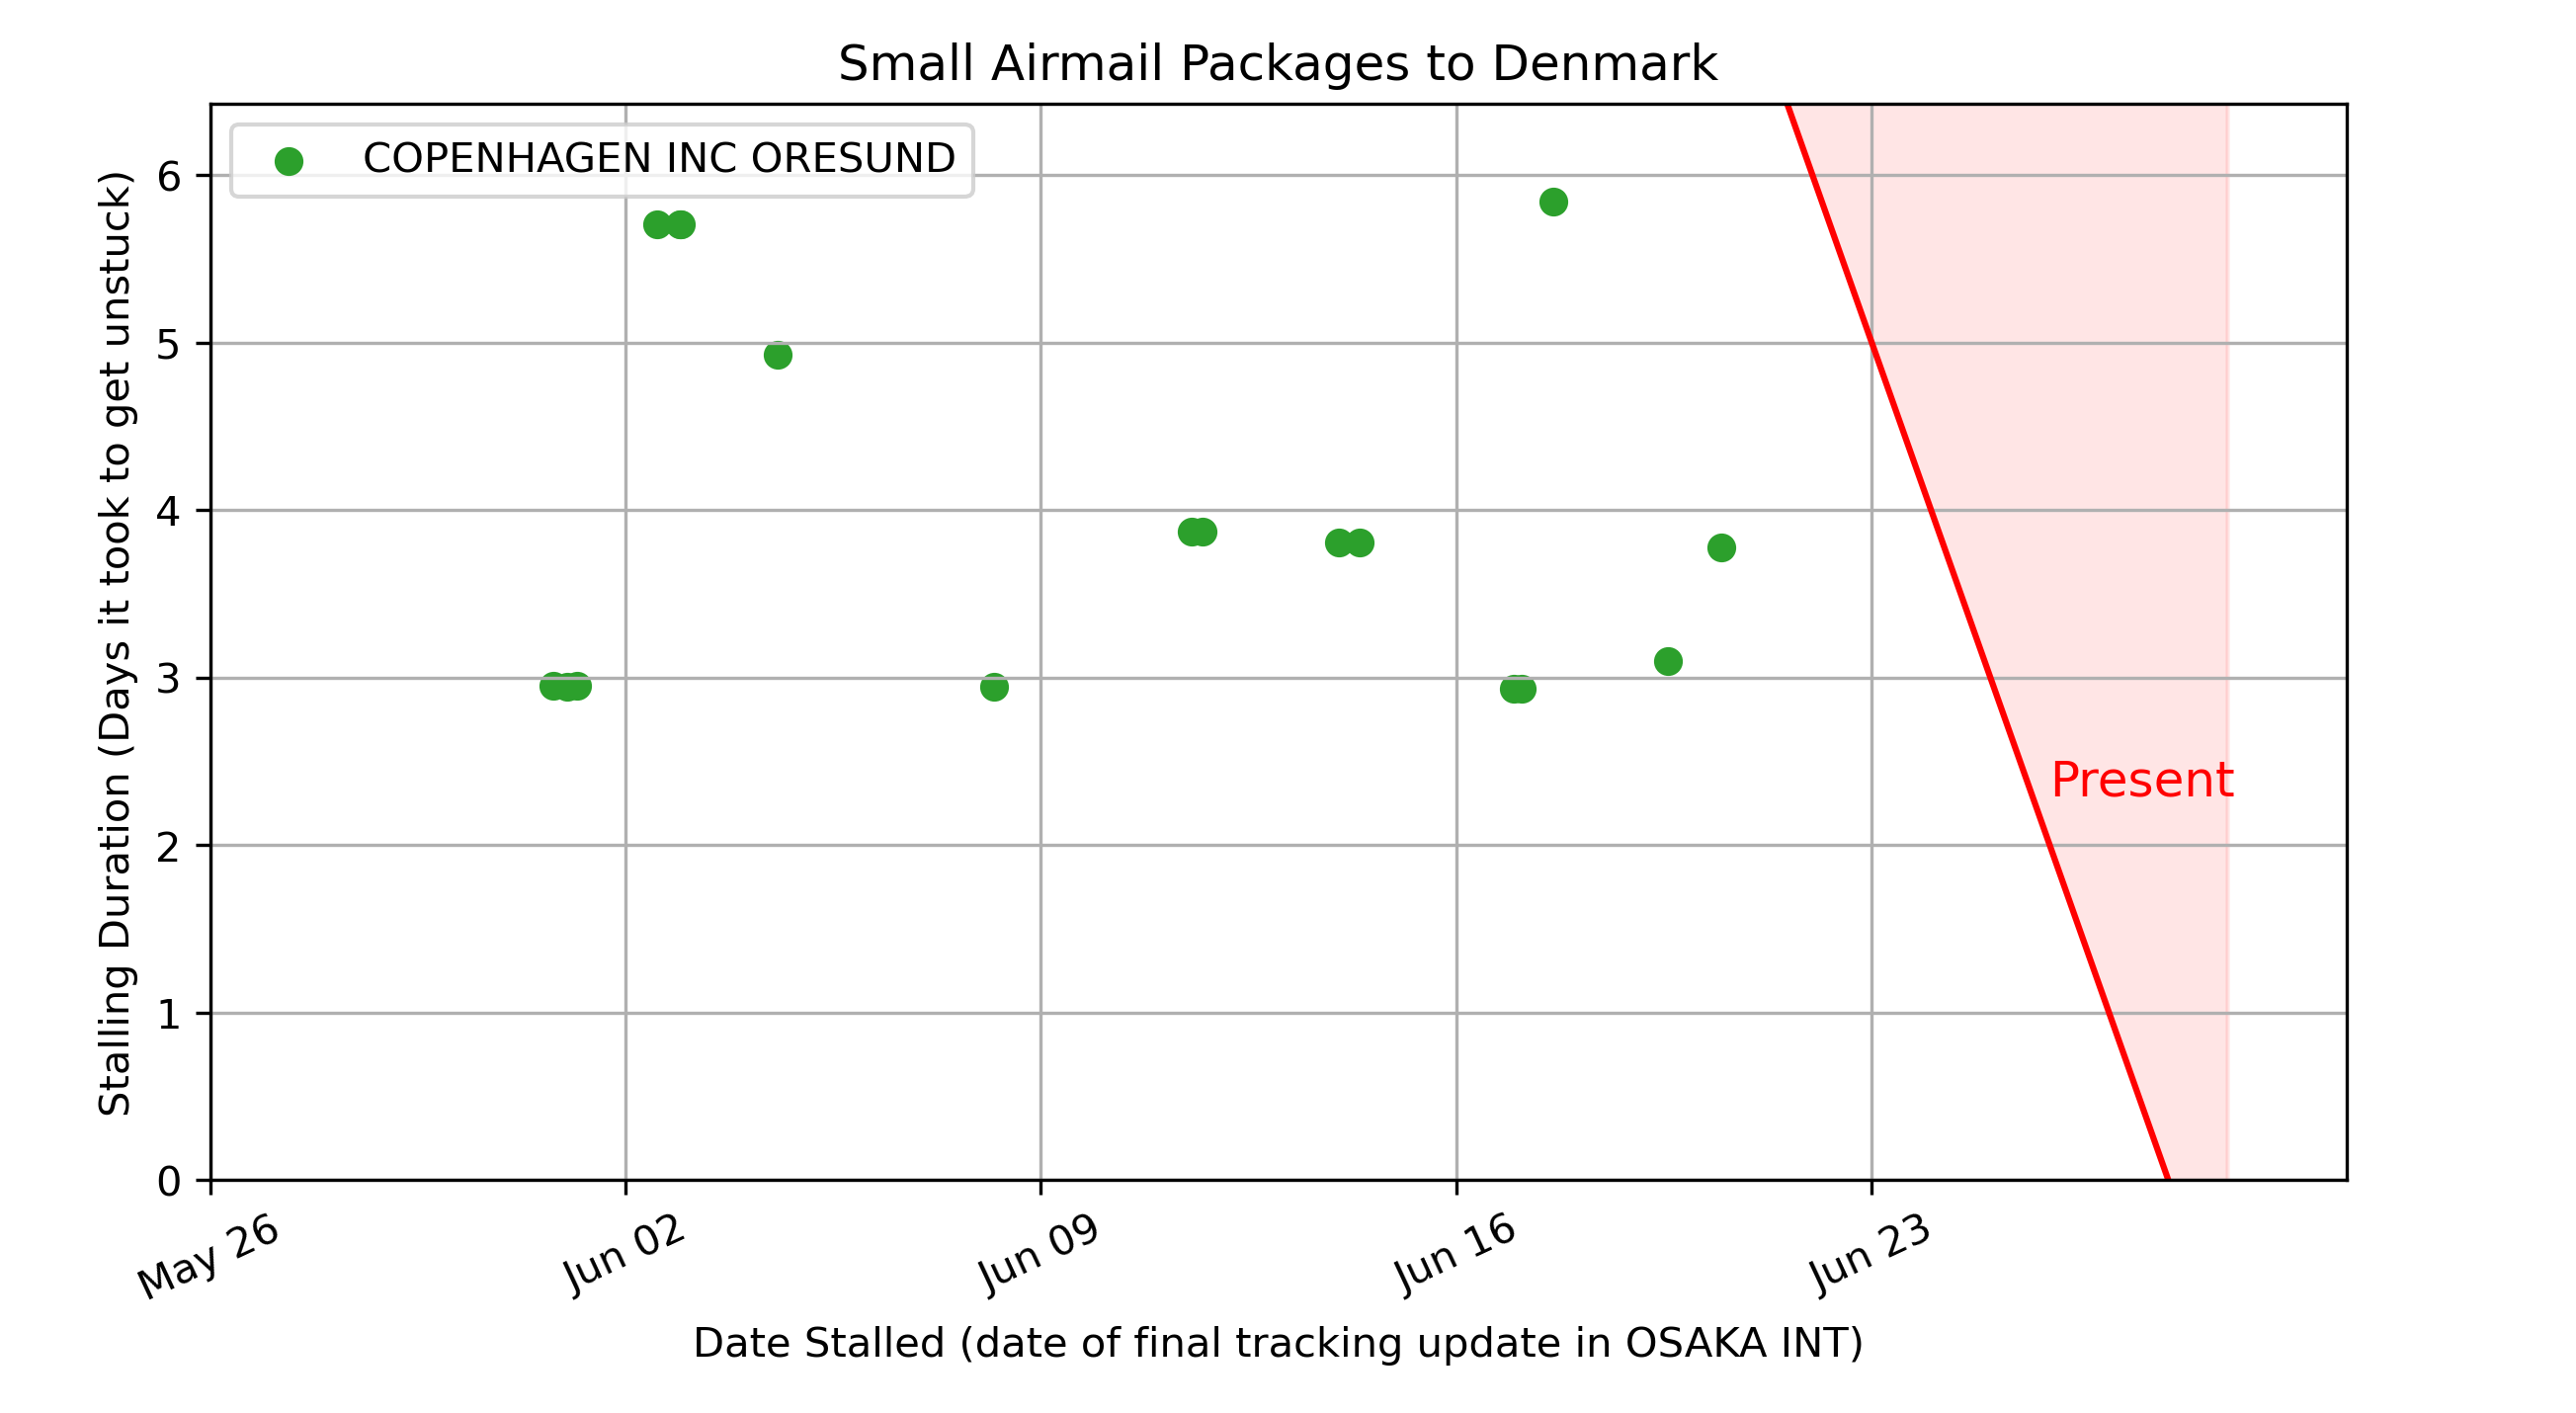 Small Airmail Packages to Denmark
COPENHAGEN INC ORESUND
Stalling Duration (Days it took to get unstuck)
6
5
4
3
2
1
0
Present
May 26
Jun 02
Jun 09
Jun 16
Jun 23
Date Stalled (date of final tracking update in OSAKA INT)